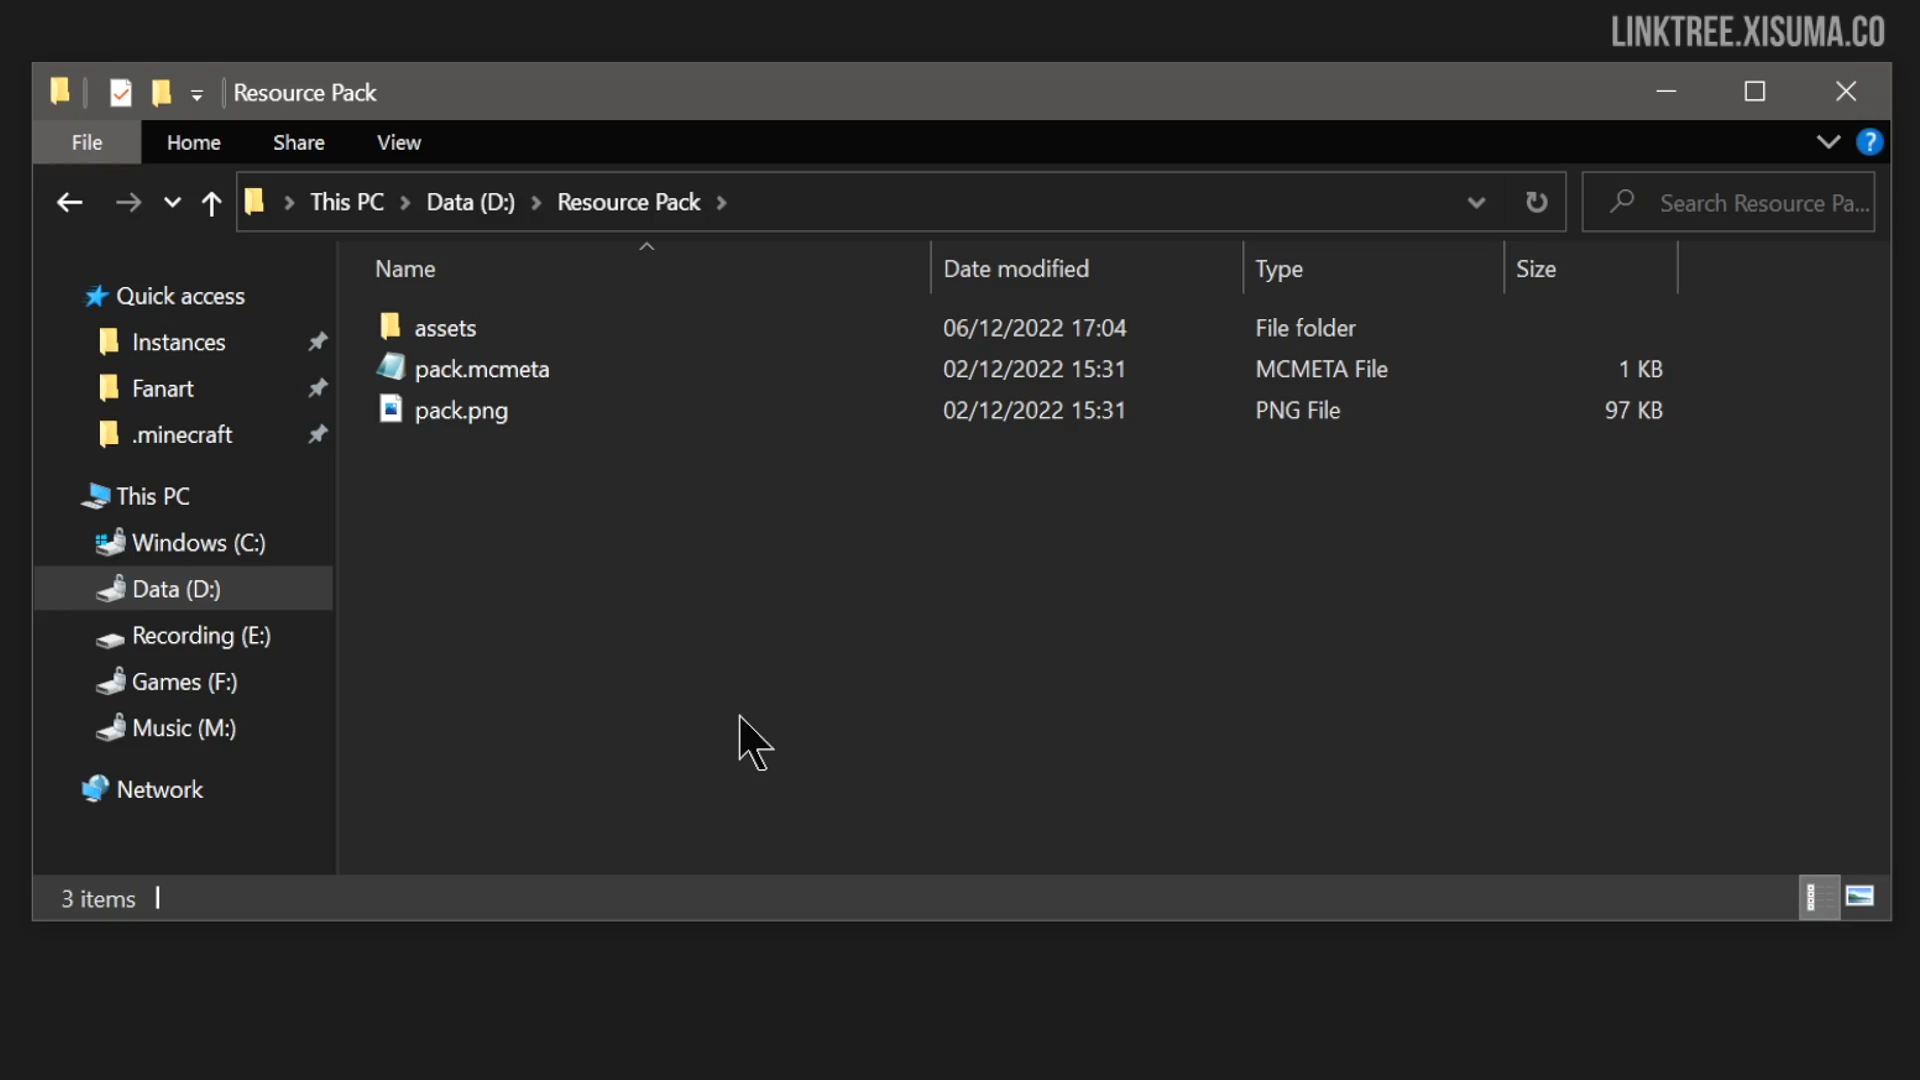 LINKTREE.XISUMA.CO
Resource Pack
File Home Share View
This PC Data (D:) Resource Pack
Search Resource Pa...
Name Date modified Type Size
Quick access
Instances
Fanart
.minecraft
This PC
Windows (C:)
Data (D:)
Recording (E:)
Games (F:)
Music (M:)
Network
assets 06/12/2022 17:04 File folder
pack.mcmeta 02/12/2022 15:31 MCMETA File 1 KB
pack.png 02/12/2022 15:31 PNG File 97 KB
3 items